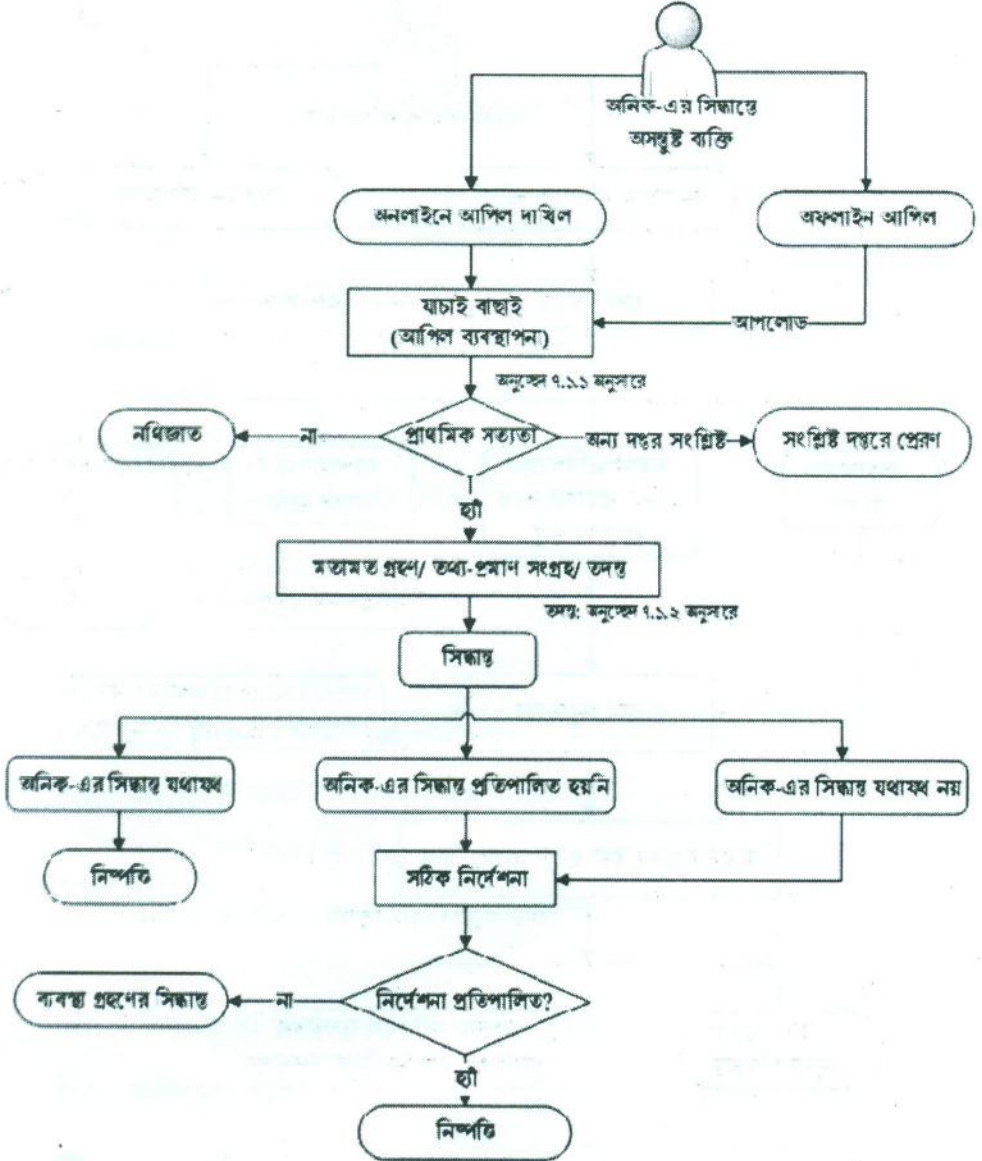 অনিক-এর সিদ্ধান্তে
অসন্তুষ্ট ব্যক্তি
অনলাইনে আপিল দাখিল
অফলাইন আপিল
যাচাই বাছাই
(আপিল ব্যবস্থাপনা)
আপলোড
অনুচ্ছেদ ৭.১.১ অনুসারে
নথিজাত
না
প্রাথমিক সত্যতা
অন্য দপ্তর সংশ্লিষ্ট
সংশ্লিষ্ট দপ্তরে প্রেরণ
হ্যাঁ
মতামত গ্রহণ/ তথ্য-প্রমাণ সংগ্রহ/ তদন্ত
তদন্ত: অনুচ্ছেদ ৭.১.২ অনুসারে
সিদ্ধান্ত
অনিক-এর সিদ্ধান্ত যথাযথ
অনিক-এর সিদ্ধান্ত প্রতিপালিত হয়নি
অনিক-এর সিদ্ধান্ত যথাযথ নয়
নিষ্পত্তি
সঠিক নির্দেশনা
ব্যবস্থা গ্রহণের সিদ্ধান্ত
না
নির্দেশনা প্রতিপালিত?
হ্যাঁ
নিষ্পত্তি